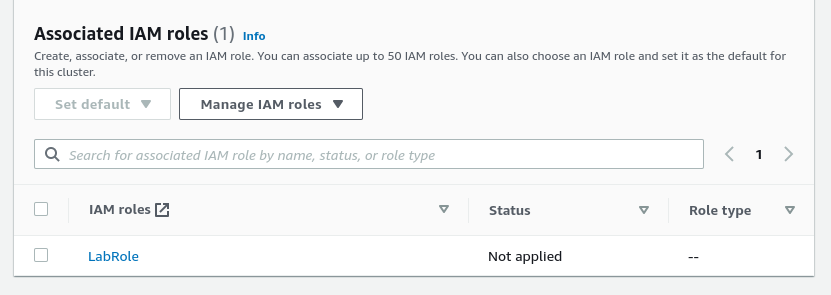 Associated IAM roles (1) Info
Create, associate, or remove an IAM role. You can associate up to 50 IAM roles. You can also choose an IAM role and set it as the default for
this cluster.
Set default Manage IAM roles
Search for associated IAM role by name, status, or role type 1
IAM roles Status Role type
LabRole Not applied --